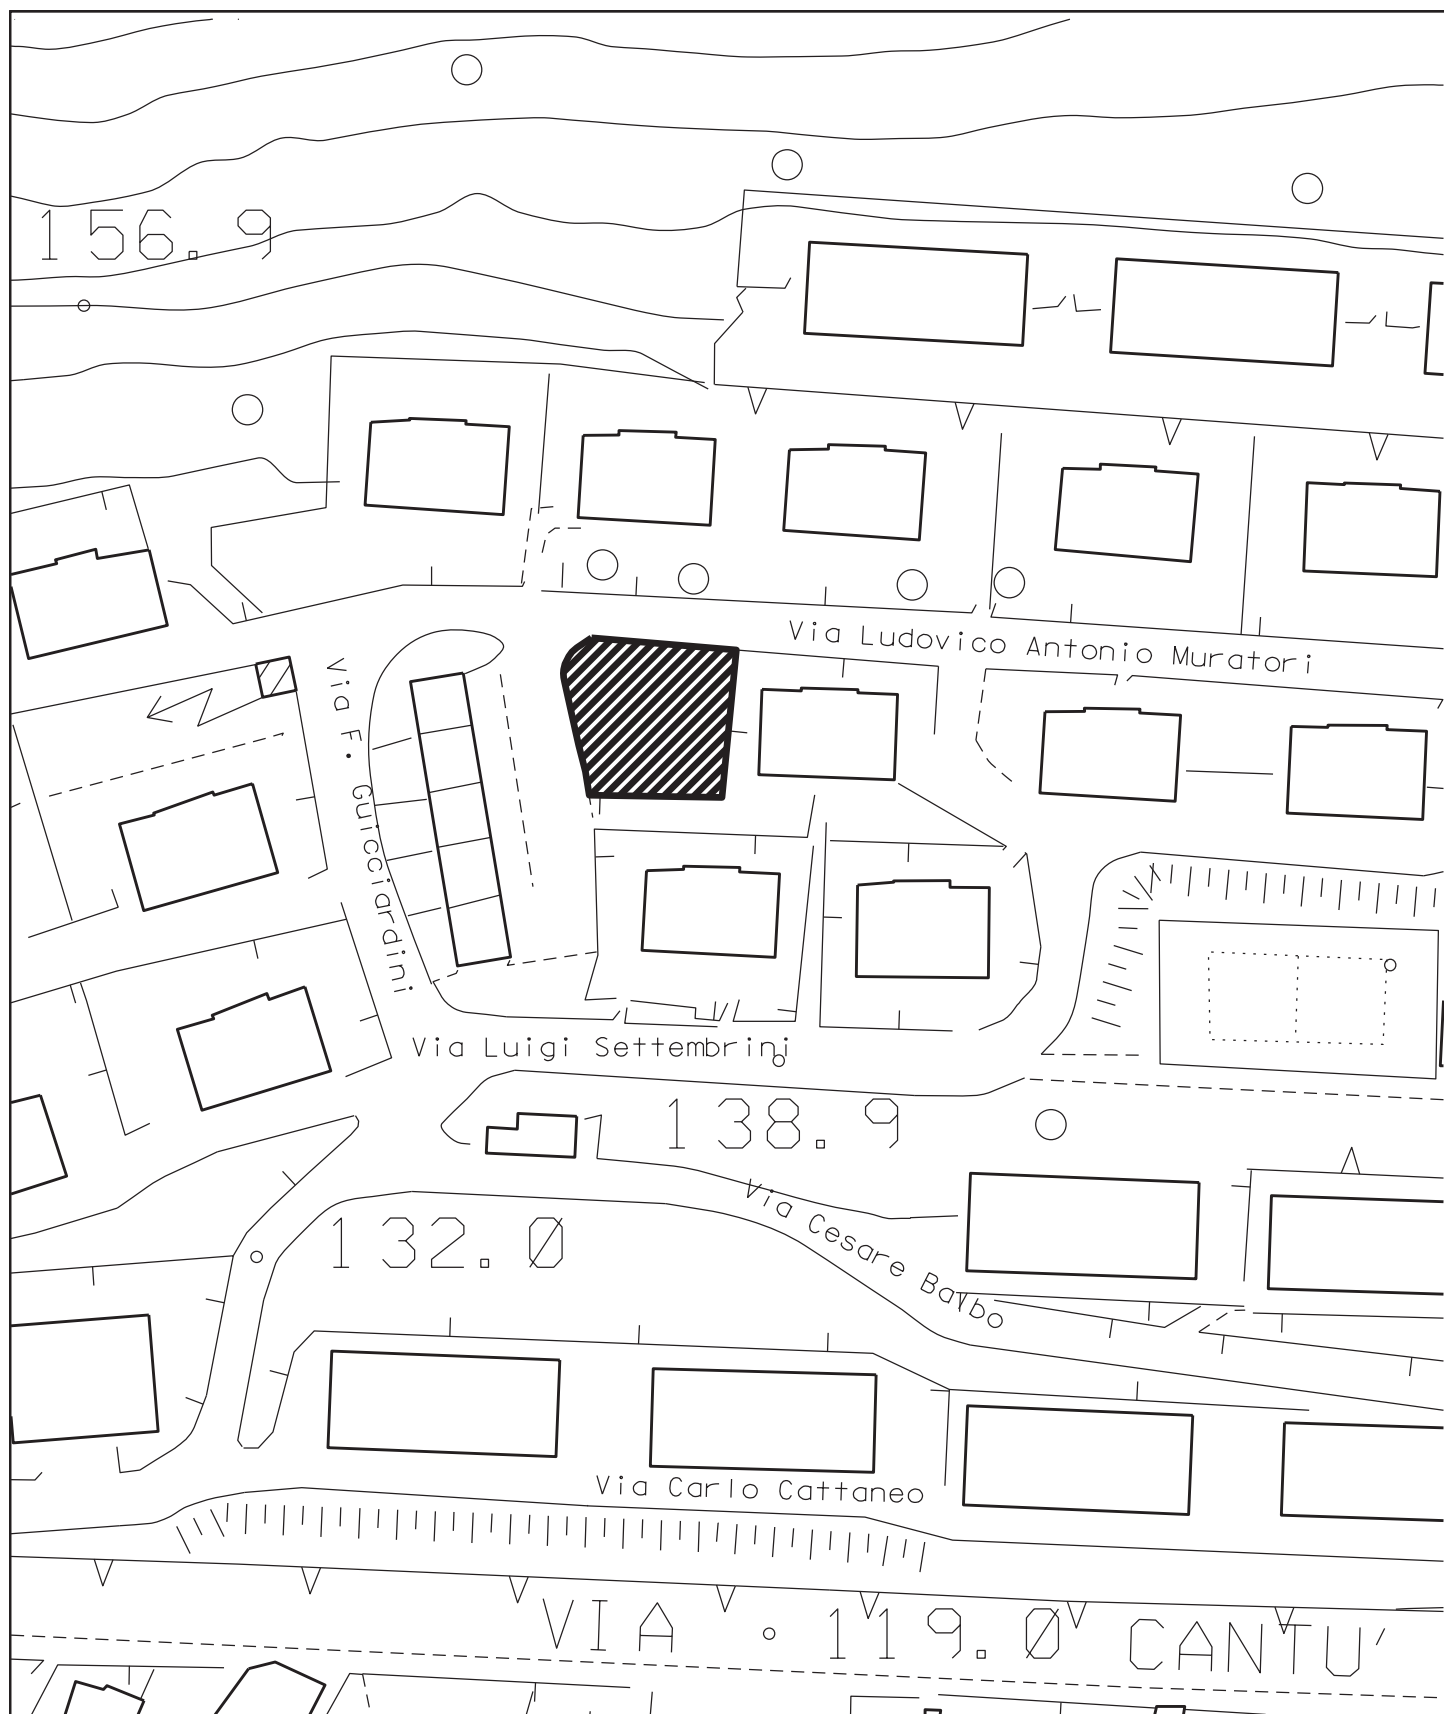 156.9
Via Ludovico Antonio Muratori
Via F. Guicciardini
Via Luigi Settembrini
138.9
Via Cesare Balbo
132.0
Via Carlo Cattaneo
VIA 119.0 CANTU'